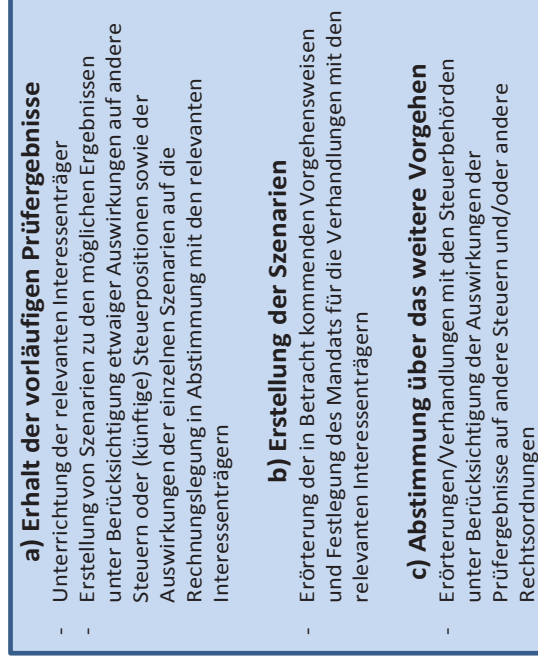 a) Erhalt der vorläufigen Prüfergebnisse
- Unterrichtung der relevanten Interessenträger
- Erstellung von Szenarien zu den möglichen Ergebnissen
unter Berücksichtigung etwaiger Auswirkungen auf andere
Steuern oder (künftige) Steuerpositionen sowie der
Auswirkungen der einzelnen Szenarien auf die
Rechnungslegung in Abstimmung mit den relevanten
Interessenträgern
b) Erstellung der Szenarien
- Erörterung der in Betracht kommenden Vorgehensweisen
und Festlegung des Mandats für die Verhandlungen mit den
relevanten Interessenträgern
c) Abstimmung über das weitere Vorgehen
- Erörterungen/Verhandlungen mit den Steuerbehörden
unter Berücksichtigung der Auswirkungen der
Prüfergebnisse auf andere Steuern und/oder andere
Rechtsordnungen